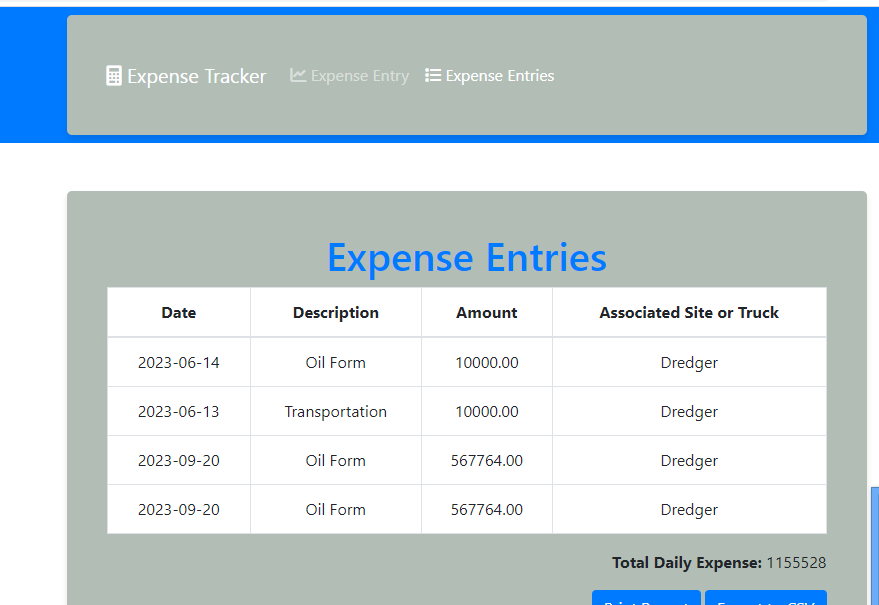 Expense Tracker Expense Entry Expense Entries
Expense Entries
Date Description Amount Associated Site or Truck
2023-06-14 Oil Form 10000.00 Dredger
2023-06-13 Transportation 10000.00 Dredger
2023-09-20 Oil Form 567764.00 Dredger
2023-09-20 Oil Form 567764.00 Dredger
Total Daily Expense: 1155528